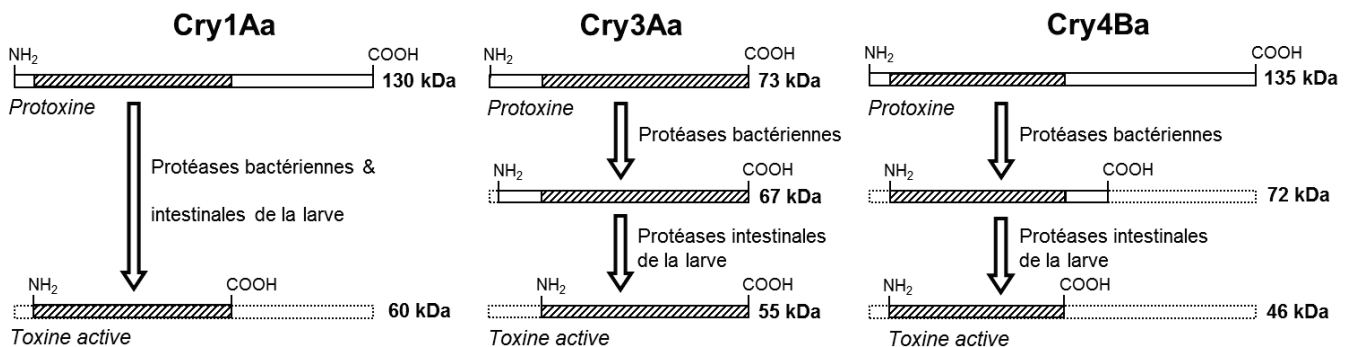 Cry1Aa
NH2
COOH
130 kDa
Protoxine
Protéases bactériennes &
intestinales de la larve
NH2
COOH
60 kDa
Toxine active
Cry3Aa
NH2
COOH
73 kDa
Protoxine
Protéases bactériennes
NH2
COOH
67 kDa
Protéases intestinales
de la larve
NH2
COOH
55 kDa
Toxine active
Cry4Ba
NH2
COOH
135 kDa
Protoxine
Protéases bactériennes
NH2
COOH
72 kDa
Protéases intestinales
de la larve
NH2
COOH
46 kDa
Toxine active